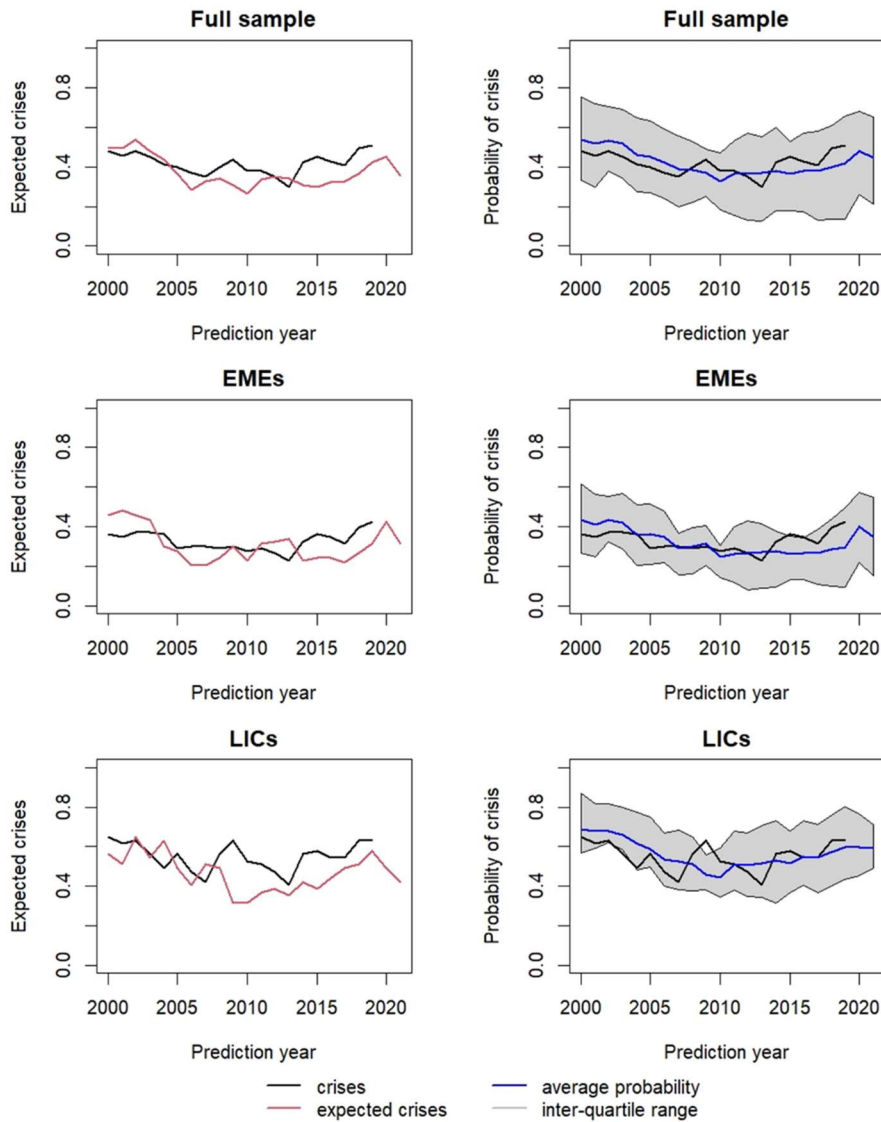 Full sample
Expected crises
0.0 0.4 0.8
2000 2005 2010 2015 2020
Prediction year
Full sample
Probability of crisis
0.0 0.4 0.8
2000 2005 2010 2015 2020
Prediction year
EMEs
Expected crises
0.0 0.4 0.8
2000 2005 2010 2015 2020
Prediction year
EMEs
Probability of crisis
0.0 0.4 0.8
2000 2005 2010 2015 2020
Prediction year
LICs
Expected crises
0.0 0.4 0.8
2000 2005 2010 2015 2020
Prediction year
LICs
Probability of crisis
0.0 0.4 0.8
2000 2005 2010 2015 2020
Prediction year
crises
expected crises
average probability
inter-quartile range